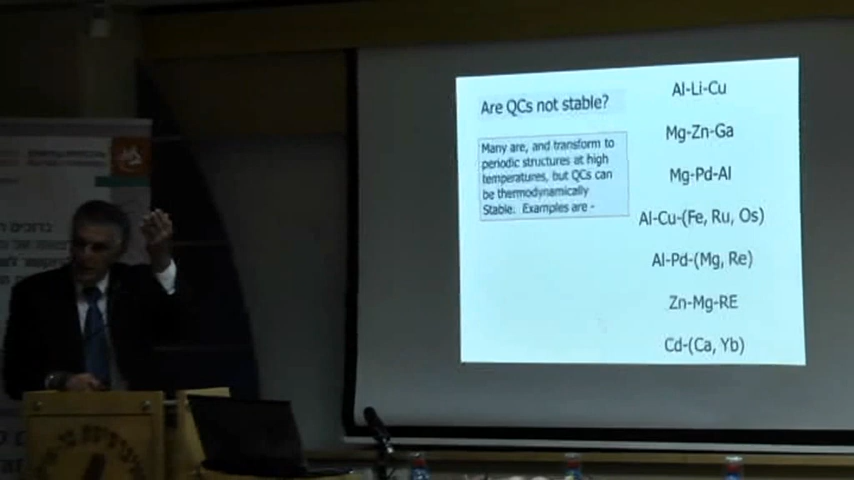 Are QCs not stable?
Many are, and transform to
periodic structures at high
temperatures, but QCs can
be thermodynamically
Stable. Examples are -
Al-Li-Cu
Mg-Zn-Ga
Mg-Pd-Al
Al-Cu-(Fe, Ru, Os)
Al-Pd-(Mg, Re)
Zn-Mg-RE
Cd-(Ca, Yb)